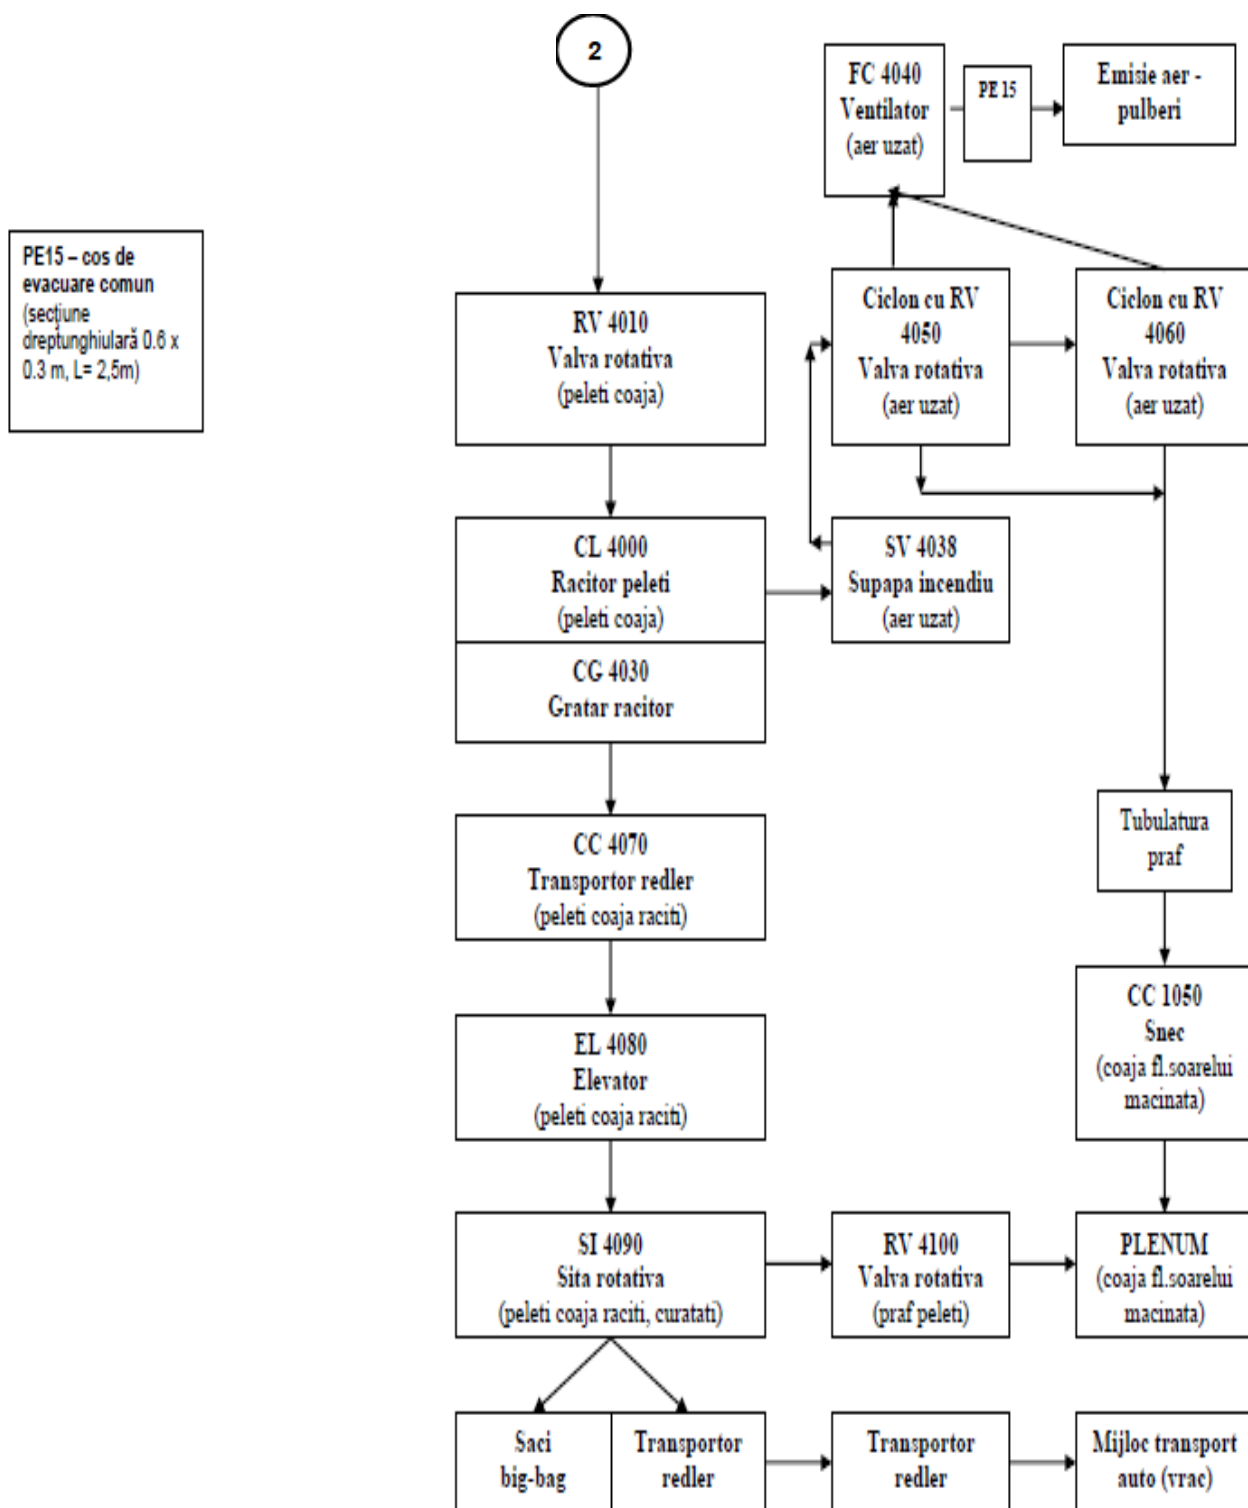 2
FC 4040
Ventilator
(aer uzat)
PE 15
Emisie aer -
pulberi
PE15 – cos de
evacuare comun
(secţiune
dreptunghiulară 0.6 x
0.3 m, L= 2,5m)
RV 4010
Valva rotativa
(peleti coaja)
Ciclon cu RV
4050
Valva rotativa
(aer uzat)
Ciclon cu RV
4060
Valva rotativa
(aer uzat)
CL 4000
Racitor peleti
(peleti coaja)
SV 4038
Supapa incendiu
(aer uzat)
CG 4030
Gratar racitor
CC 4070
Transportor redler
(peleti coaja raciti)
Tubulatura
praf
EL 4080
Elevator
(peleti coaja raciti)
CC 1050
Snec
(coaja fl.soarelui
macinata)
SI 4090
Sita rotativa
(peleti coaja raciti, curatati)
RV 4100
Valva rotativa
(praf peleti)
PLENUM
(coaja fl.soarelui
macinata)
Saci
big-bag
Transportor
redler
Transportor
redler
Mijloc transport
auto (vrac)